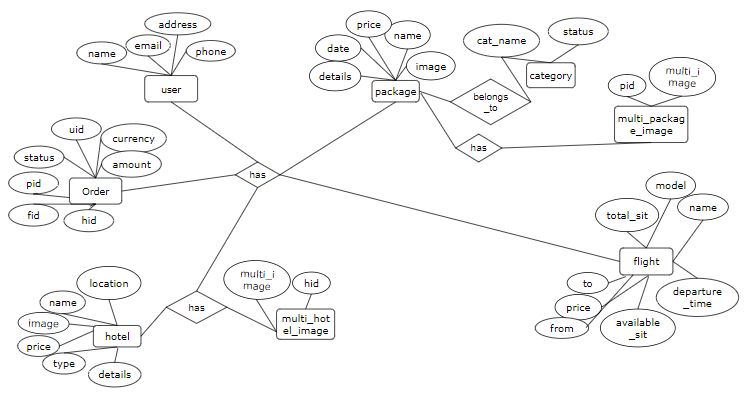 address
price
name
status
cat_name
email
name
phone
date
image
details
user
package
category
pid
multi_i
mage
belongs
_to
multi_packag
e_image
uid
currency
status
amount
has
has
pid
Order
model
fid
hid
name
total_sit
flight
location
multi_i
mage
hid
to
departure
_time
name
price
image
has
multi_hot
el_image
from
available
_sit
hotel
price
type
details